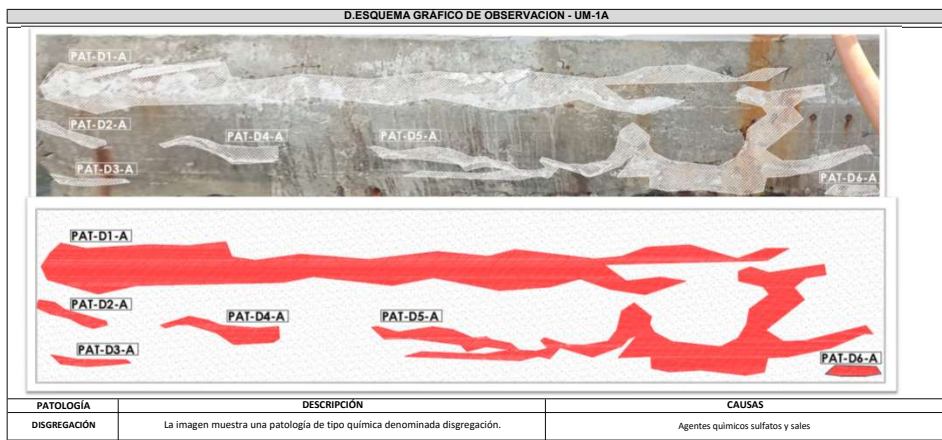 D.ESQUEMA GRAFICO DE OBSERVACION - UM-1A
PAT-D1-A
PAT-D2-A
PAT-D4-A
PAT-D5-A
PAT-D3-A
PAT-D6-A
PAT-D1-A
PAT-D2-A
PAT-D4-A
PAT-D5-A
PAT-D3-A
PAT-D6-A
PATOLOGÍA DESCRIPCIÓN CAUSAS
DISGREGACIÓN La imagen muestra una patología de tipo química denominada disgregación. Agentes químicos sulfatos y sales